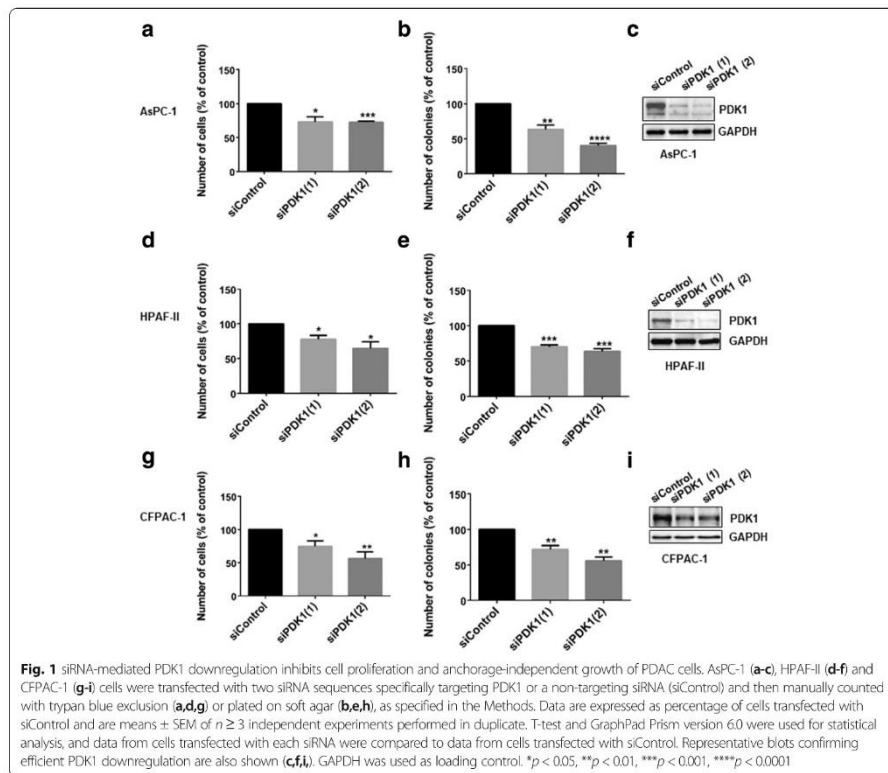 a
b
c
AsPC-1
Number of cells (% of control)
150
100
50
0
*
***
siControl
siPDK1(1)
siPDK1(2)
Number of colonies (% of control)
150
100
50
0
**
****
siControl
siPDK1(1)
siPDK1(2)
siControl
siPDK1 (1)
siPDK1 (2)
PDK1
GAPDH
AsPC-1
d
e
f
HPAF-II
Number of cells (% of control)
150
100
50
0
*
*
siControl
siPDK1(1)
siPDK1(2)
Number of colonies (% of control)
150
100
50
0
***
***
siControl
siPDK1(1)
siPDK1(2)
siControl
siPDK1 (1)
siPDK1 (2)
PDK1
GAPDH
HPAF-II
g
h
i
CFPAC-1
Number of cells (% of control)
150
100
50
0
*
**
siControl
siPDK1(1)
siPDK1(2)
Number of colonies (% of control)
150
100
50
0
**
**
siControl
siPDK1(1)
siPDK1(2)
siControl
siPDK1 (1)
siPDK1 (2)
PDK1
GAPDH
CFPAC-1
Fig. 1 siRNA-mediated PDK1 downregulation inhibits cell proliferation and anchorage-independent growth of PDAC cells. AsPC-1 (a-c), HPAF-II (d-f) and
CFPAC-1 (g-i) cells were transfected with two siRNA sequences specifically targeting PDK1 or a non-targeting siRNA (siControl) and then manually counted
with trypan blue exclusion (a,d,g) or plated on soft agar (b,e,h), as specified in the Methods. Data are expressed as percentage of cells transfected with
siControl and are means ± SEM of n ≥ 3 independent experiments performed in duplicate. T-test and GraphPad Prism version 6.0 were used for statistical
analysis, and data from cells transfected with each siRNA were compared to data from cells transfected with siControl. Representative blots confirming
efficient PDK1 downregulation are also shown (c,f,i,). GAPDH was used as loading control. *p < 0.05, **p < 0.01, ***p < 0.001, ****p < 0.0001